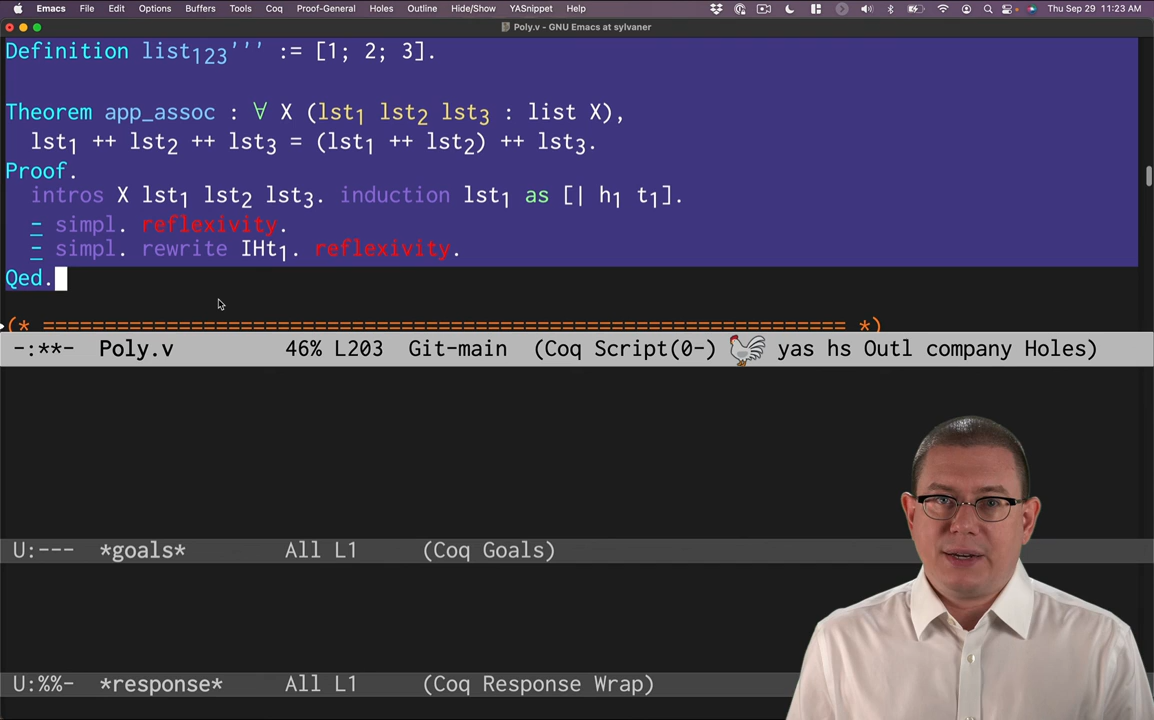 Emacs File Edit Options Buffers Tools Coq Proof-General Holes Outline Hide/Show YASnippet Help Thu Sep 29 11:23 AM
Poly.v - GNU Emacs at sylvaner
Definition list₁₂₃''' := [1; 2; 3].
Theorem app_assoc : ∀ X (lst₁ lst₂ lst₃ : list X),
lst₁ ++ lst₂ ++ lst₃ = (lst₁ ++ lst₂) ++ lst₃.
Proof.
intros X lst₁ lst₂ lst₃. induction lst₁ as [| h₁ t₁].
- simpl. reflexivity.
- simpl. rewrite IHt₁. reflexivity.
Qed.
(* ================================================================= *)
-:**- Poly.v 46% L203 Git-main (Coq Script(0-) yas hs Outl company Holes)
U:--- *goals* All L1 (Coq Goals)
U:%%- *response* All L1 (Coq Response Wrap)